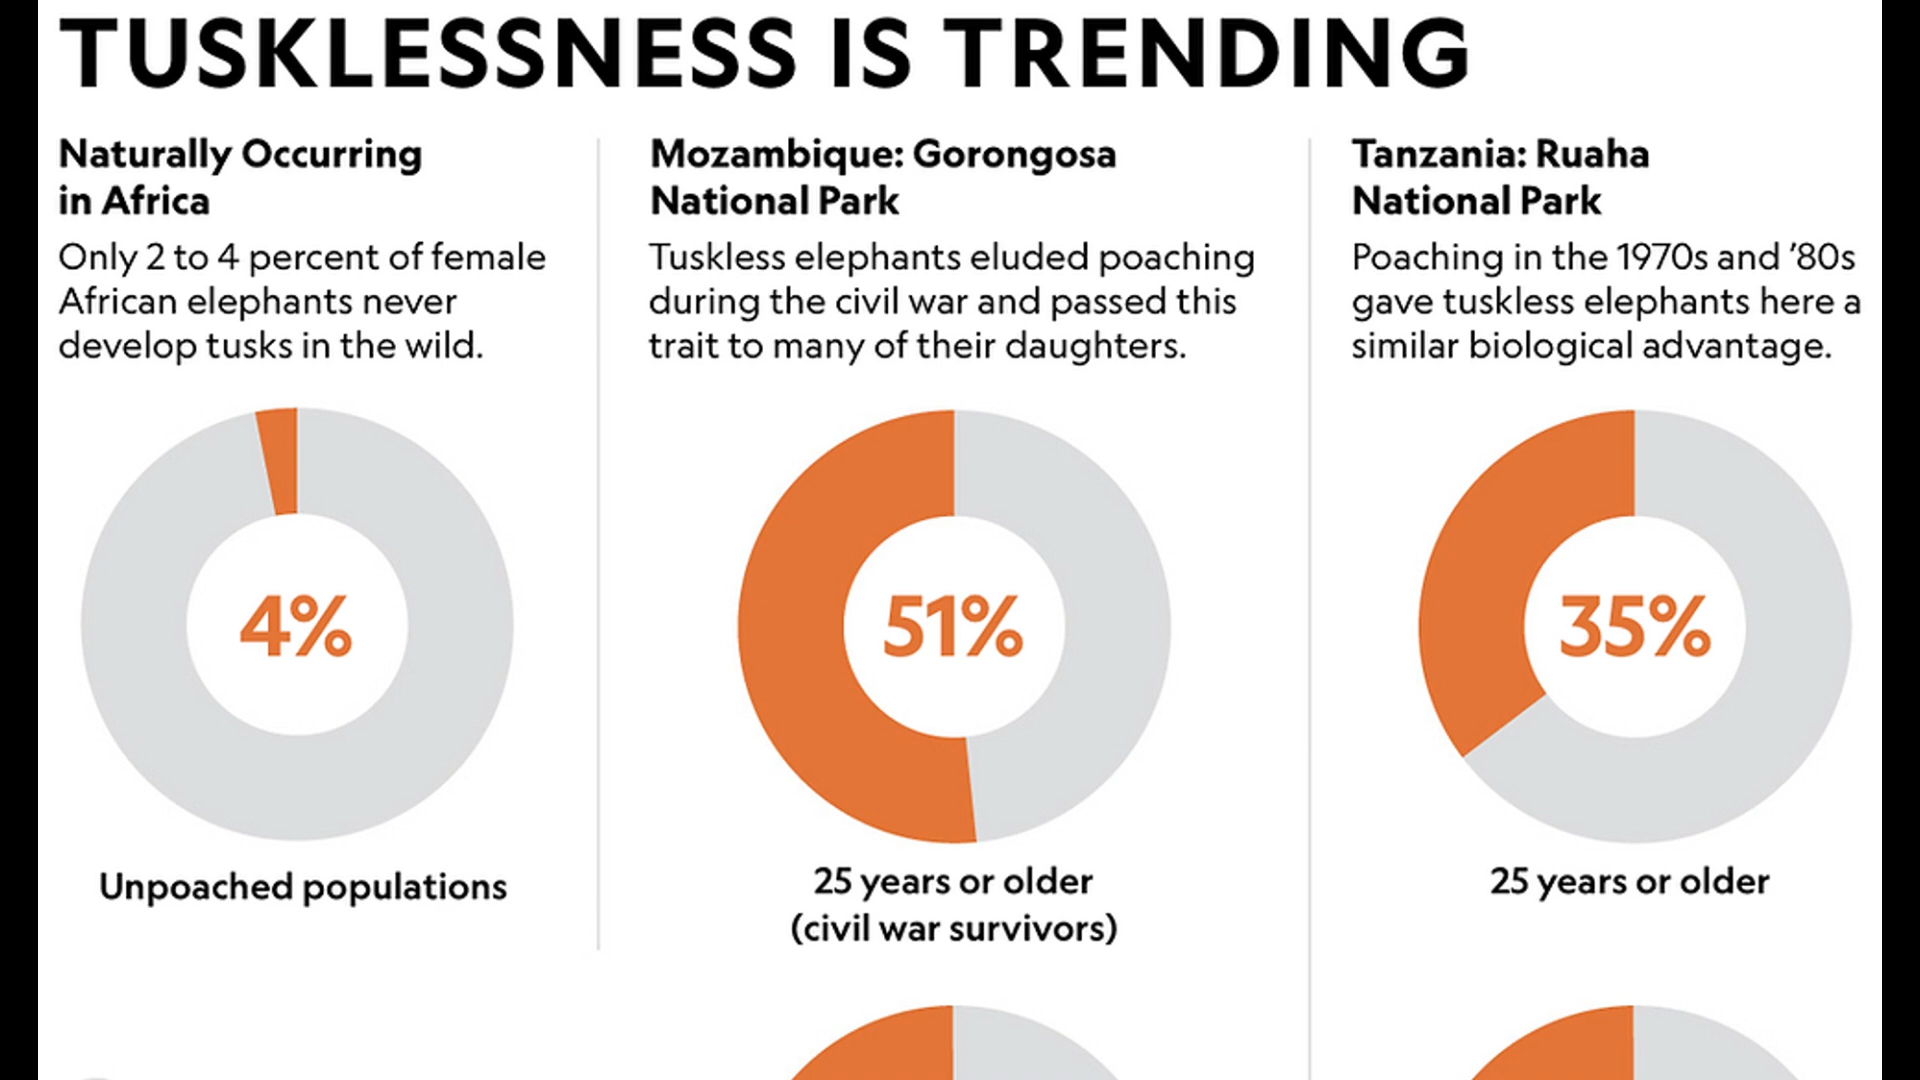 TUSKLESSNESS IS TRENDING
Naturally Occurring
in Africa
Only 2 to 4 percent of female
African elephants never
develop tusks in the wild.
4%
Unpoached populations
Mozambique: Gorongosa
National Park
Tuskless elephants eluded poaching
during the civil war and passed this
trait to many of their daughters.
51%
25 years or older
(civil war survivors)
Tanzania: Ruaha
National Park
Poaching in the 1970s and ’80s
gave tuskless elephants here a
similar biological advantage.
35%
25 years or older